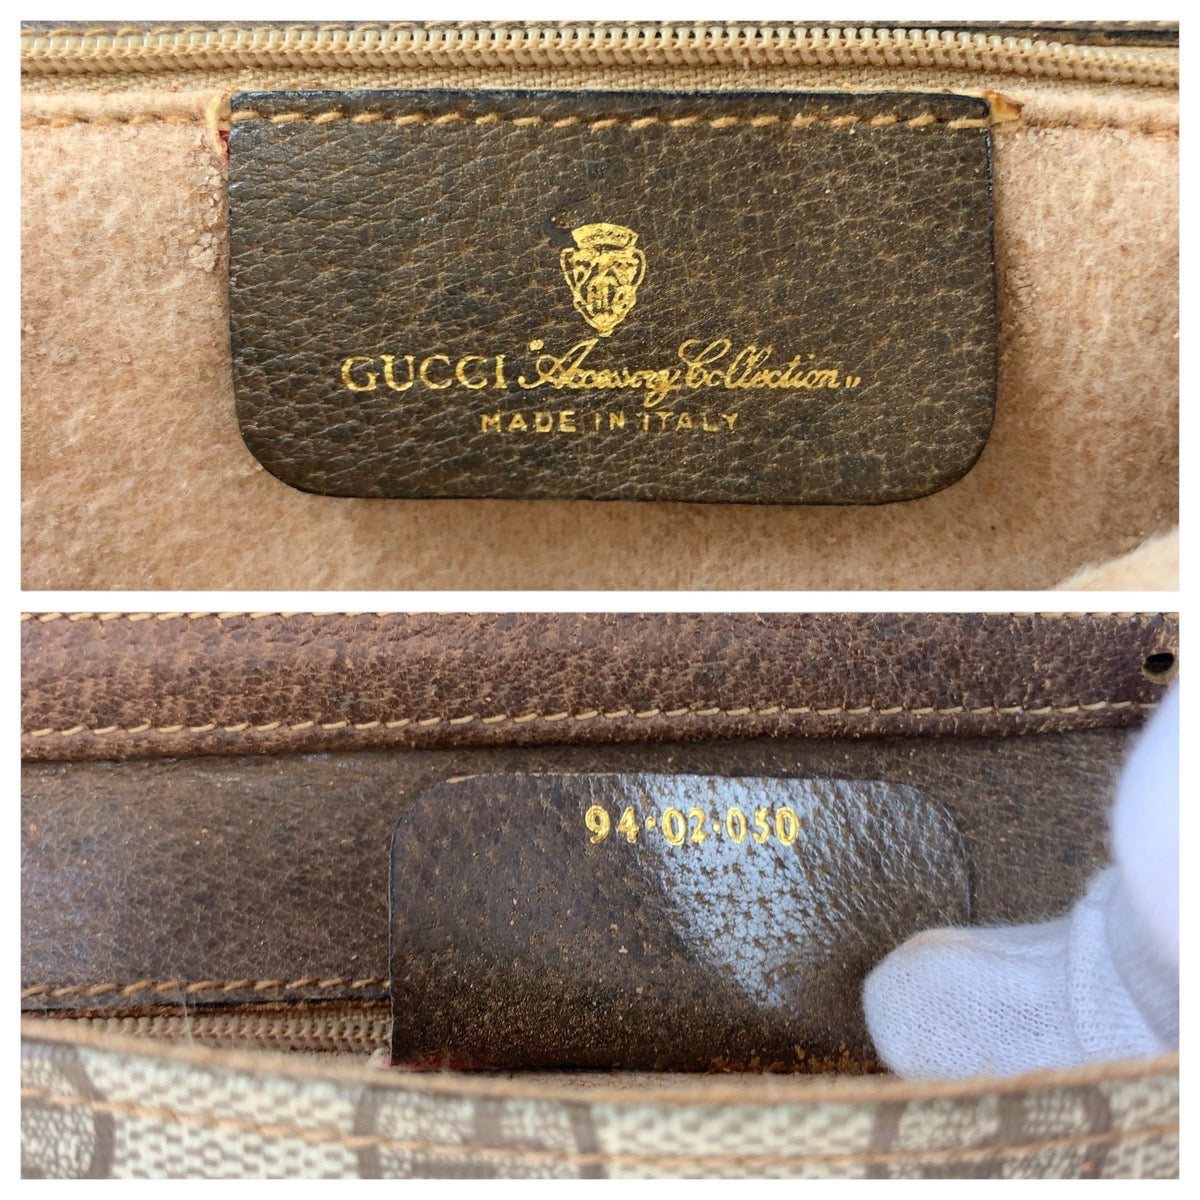 GUCCI "Accessory Collection"
MADE IN ITALY
94·02·050